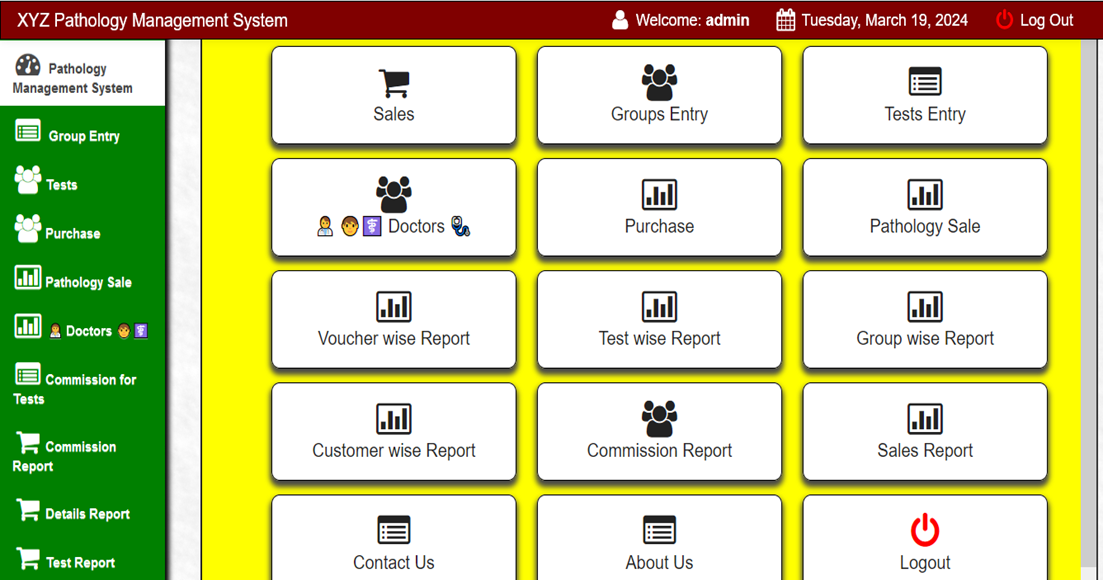 XYZ Pathology Management System
Welcome: admin
Tuesday, March 19, 2024
Log Out
Pathology
Management System
Group Entry
Tests
Purchase
Pathology Sale
Doctors
Commission for
Tests
Commission
Report
Details Report
Test Report
Sales
Groups Entry
Tests Entry
Doctors
Purchase
Pathology Sale
Voucher wise Report
Test wise Report
Group wise Report
Customer wise Report
Commission Report
Sales Report
Contact Us
About Us
Logout